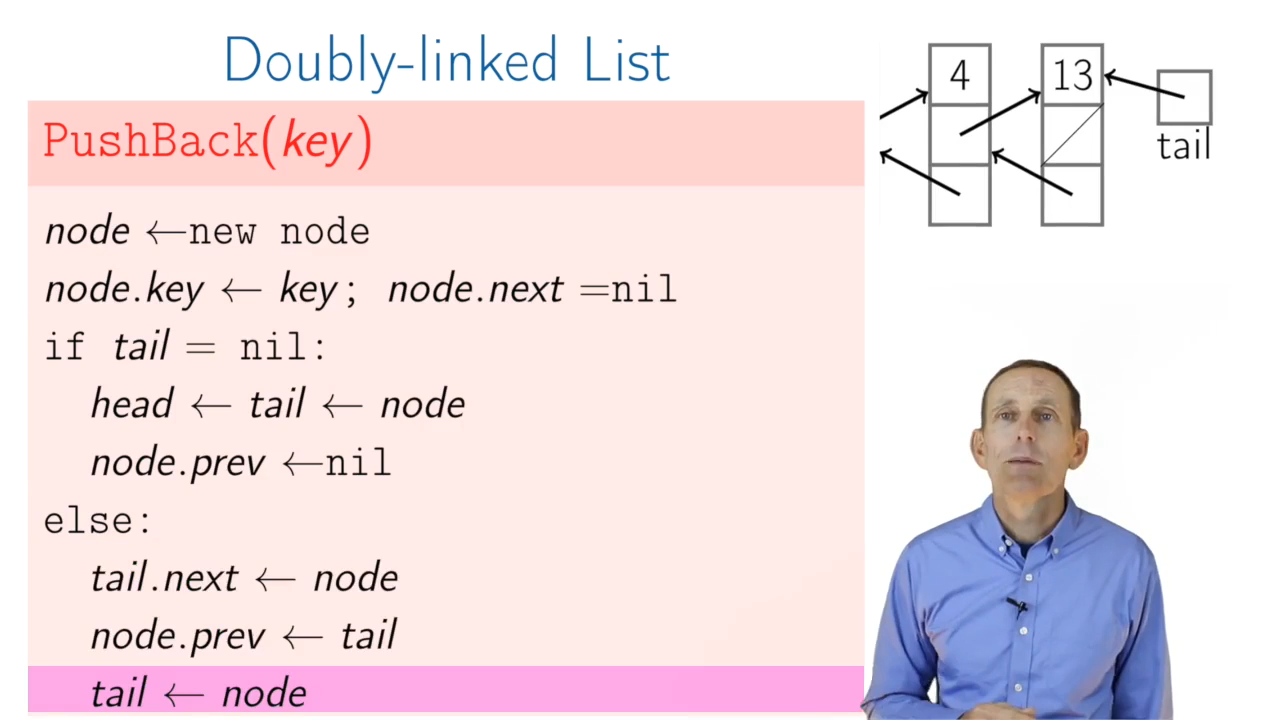 Doubly-linked List
PushBack(key)
node ←new node
node.key ← key; node.next =nil
if tail = nil:
head ← tail ← node
node.prev ←nil
else:
tail.next ← node
node.prev ← tail
tail ← node
4
13
tail